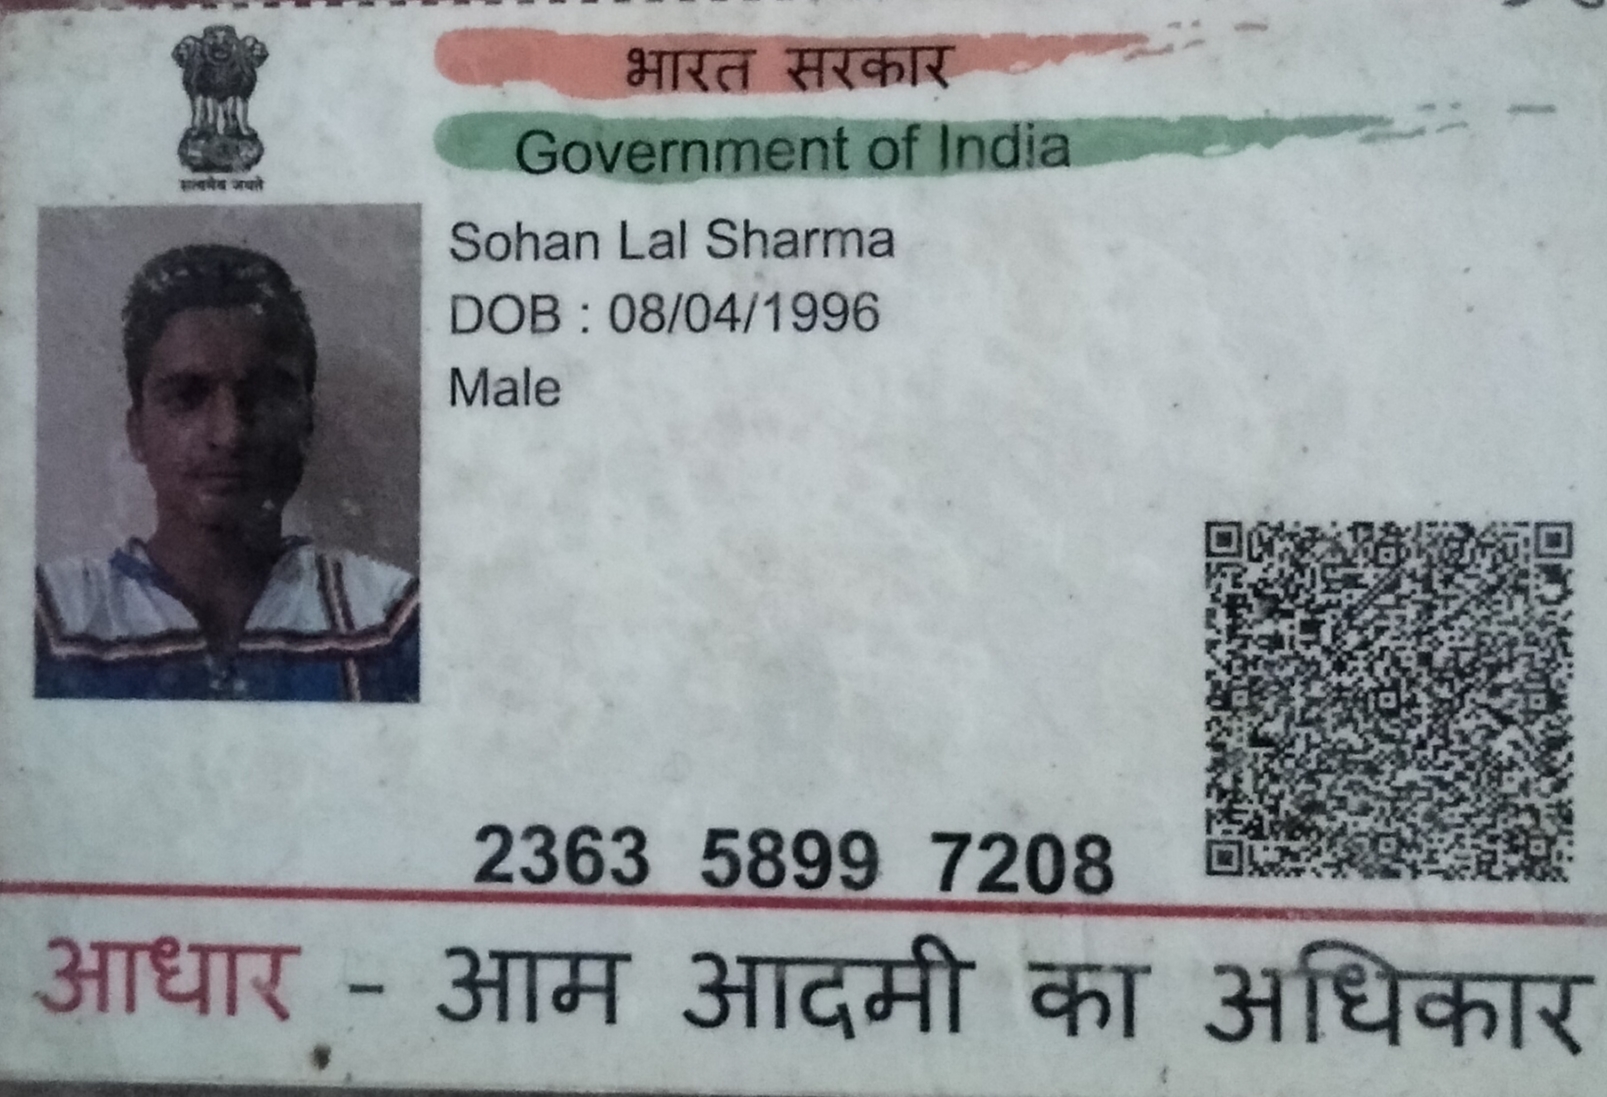 भारत सरकार
Government of India
सत्यमेव जयते
Sohan Lal Sharma
DOB : 08/04/1996
Male
2363 5899 7208
आधार - आम आदमी का अधिकार